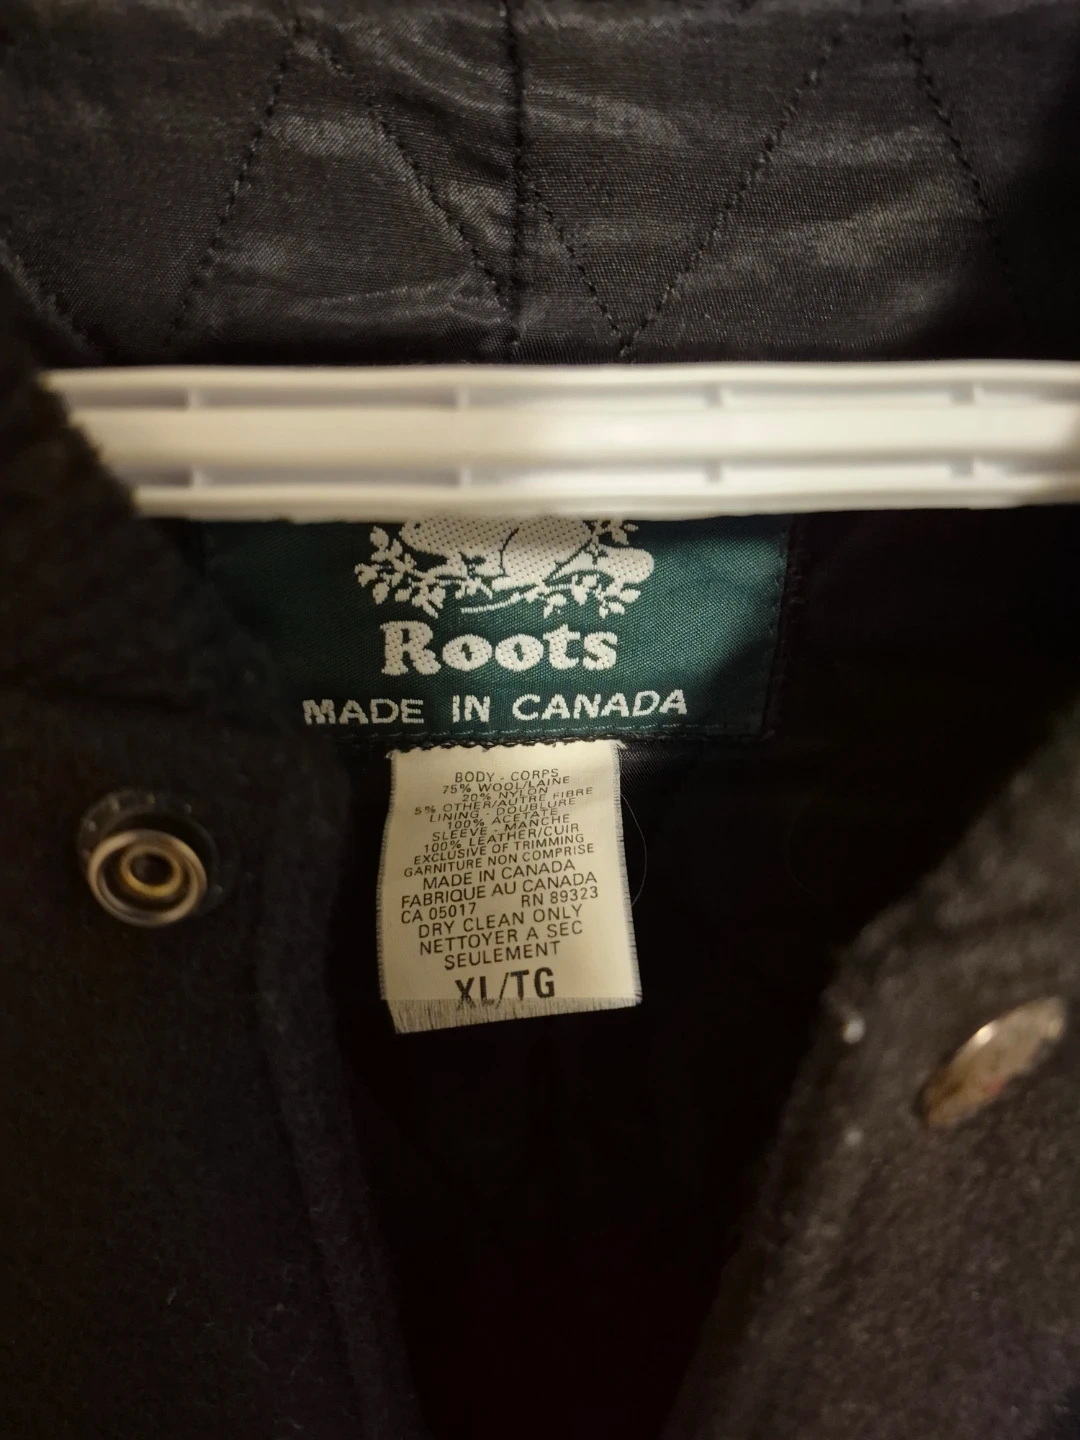 Roots
MADE IN CANADA
BODY - CORPS
75% WOOL/LAINE
20% NYLON
5% OTHER/AUTRE FIBRE
LINING - DOUBLURE
100% ACETATE
SLEEVE - MANCHE
100% LEATHER/CUIR
EXCLUSIVE OF TRIMMING
GARNITURE NON COMPRISE
MADE IN CANADA
FABRIQUE AU CANADA
CA 05017 RN 89323
DRY CLEAN ONLY
NETTOYER A SEC
SEULEMENT
XL/TG